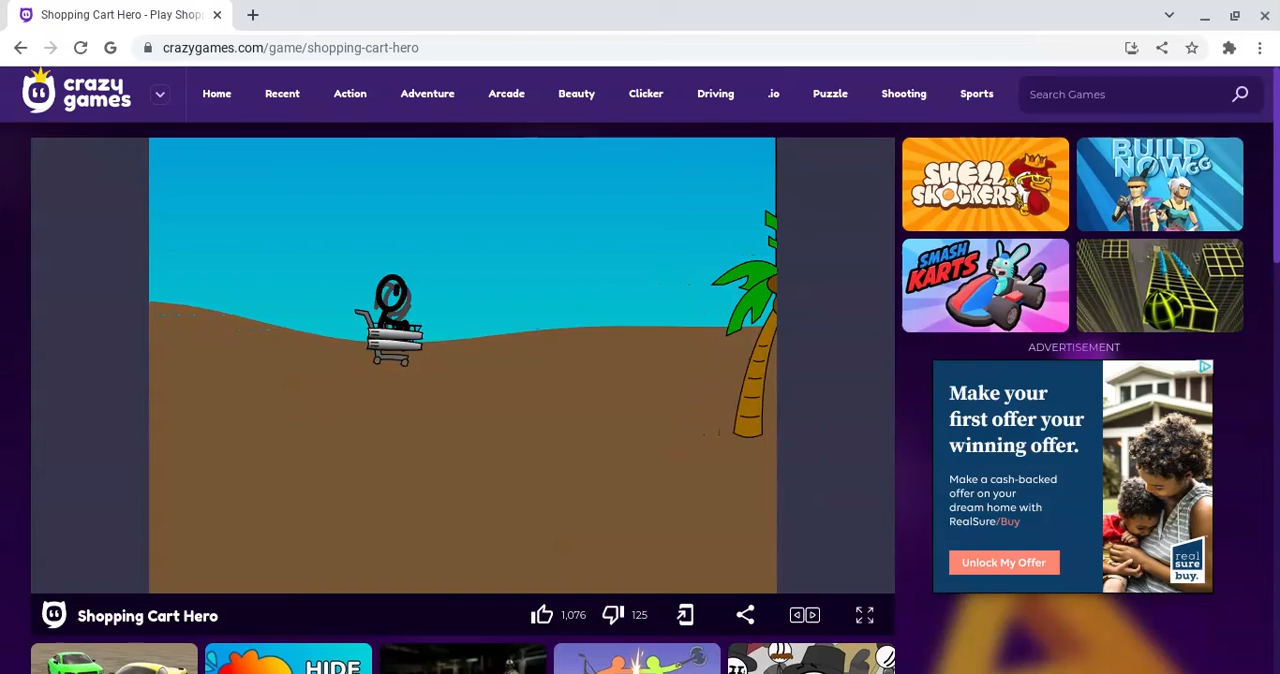 Shopping Cart Hero - Play Shop
crazygames.com/game/shopping-cart-hero
crazy
games
Home
Recent
Action
Adventure
Arcade
Beauty
Clicker
Driving
.io
Puzzle
Shooting
Sports
Search Games
SHELL
SHOCKERS
BUILD
NOW GG
SMASH
KARTS
ADVERTISEMENT
Make your
first offer your
winning offer.
Make a cash-backed
offer on your
dream home with
RealSure/Buy
Unlock My Offer
real
sure
buy.
Shopping Cart Hero
1,076
125
HIDE